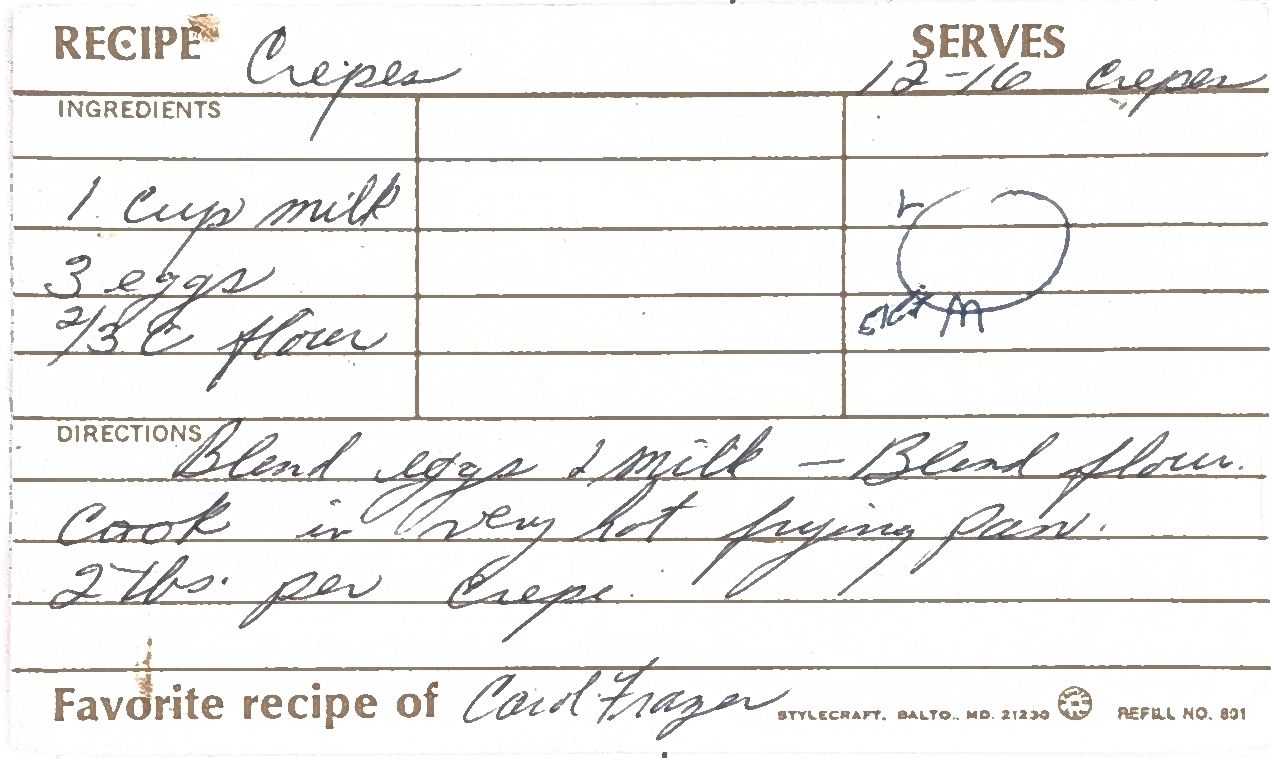 RECIPE Crepes SERVES
12-16 crepes
INGREDIENTS
1 cup milk
3 eggs
2/3 c flour
M
DIRECTIONS
Blend eggs & milk - Blend flour.
Cook in very hot frying pan.
2 Tbs. per Crepe.
Favorite recipe of Carol Frazer
STYLECRAFT, BALTO., MD. 21230 REFILL NO. 801